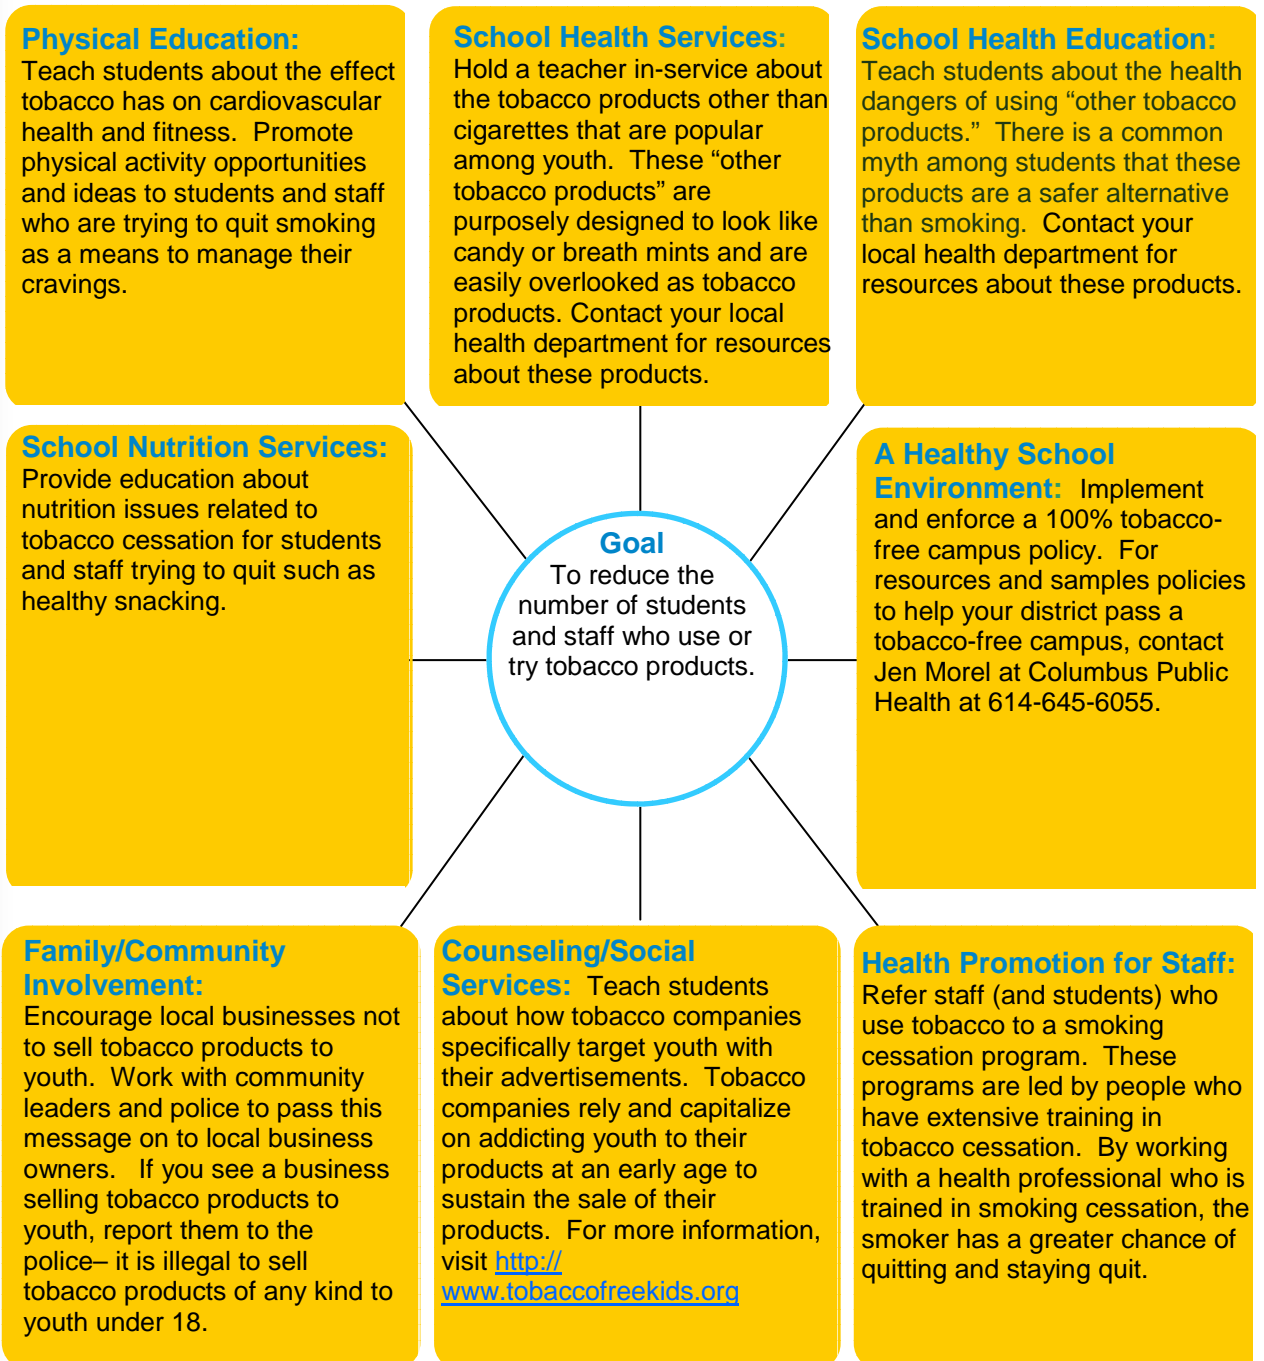 Physical Education:
Teach students about the effect
tobacco has on cardiovascular
health and fitness.  Promote
physical activity opportunities
and ideas to students and staff
who are trying to quit smoking
as a means to manage their
cravings.
School Health Services:
Hold a teacher in-service about
the tobacco products other than
cigarettes that are popular
among youth.  These “other
tobacco products” are
purposely designed to look like
candy or breath mints and are
easily overlooked as tobacco
products. Contact your local
health department for resources
about these products.
School Health Education:
Teach students about the health
dangers of using “other tobacco
products.”  There is a common
myth among students that these
products are a safer alternative
than smoking.  Contact your
local health department for
resources about these products.
School Nutrition Services:
Provide education about
nutrition issues related to
tobacco cessation for students
and staff trying to quit such as
healthy snacking.
Goal
To reduce the
number of students
and staff who use or
try tobacco products.
A Healthy School
Environment:  Implement
and enforce a 100% tobacco-
free campus policy.  For
resources and samples policies
to help your district pass a
tobacco-free campus, contact
Jen Morel at Columbus Public
Health at 614-645-6055.
Family/Community
Involvement:
Encourage local businesses not
to sell tobacco products to
youth.  Work with community
leaders and police to pass this
message on to local business
owners.   If you see a business
selling tobacco products to
youth, report them to the
police– it is illegal to sell
tobacco products of any kind to
youth under 18.
Counseling/Social
Services:  Teach students
about how tobacco companies
specifically target youth with
their advertisements.  Tobacco
companies rely and capitalize
on addicting youth to their
products at an early age to
sustain the sale of their
products.  For more information,
visit http://
www.tobaccofreekids.org
Health Promotion for Staff:
Refer staff (and students) who
use tobacco to a smoking
cessation program.  These
programs are led by people who
have extensive training in
tobacco cessation.  By working
with a health professional who is
trained in smoking cessation, the
smoker has a greater chance of
quitting and staying quit.